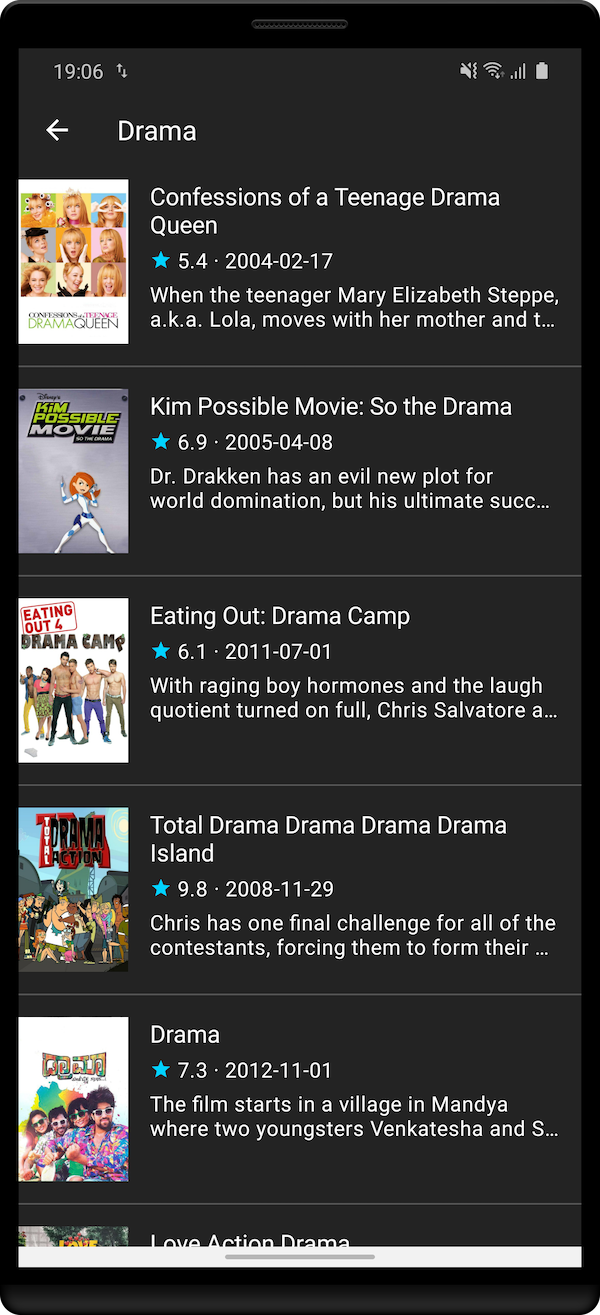 19:06
Drama
CONFESSIONS of a TEENAGE
DRAMAQUEEN
Confessions of a Teenage Drama
Queen
5.4 · 2004-02-17
When the teenager Mary Elizabeth Steppe,
a.k.a. Lola, moves with her mother and t…
Disney's
KIM
POSSIBLE
MOVIE
SO THE DRAMA
Kim Possible Movie: So the Drama
6.9 · 2005-04-08
Dr. Drakken has an evil new plot for
world domination, but his ultimate succ…
EATING
OUT 4
DRAMA CAMP
Eating Out: Drama Camp
6.1 · 2011-07-01
With raging boy hormones and the laugh
quotient turned on full, Chris Salvatore a…
TOTAL
DRAMA
ACTION
Total Drama Drama Drama Drama
Island
9.8 · 2008-11-29
Chris has one final challenge for all of the
contestants, forcing them to form their …
ಡ್ರಾಮಾ
Drama
7.3 · 2012-11-01
The film starts in a village in Mandya
where two youngsters Venkatesha and S…
LOVE
Love Action Drama